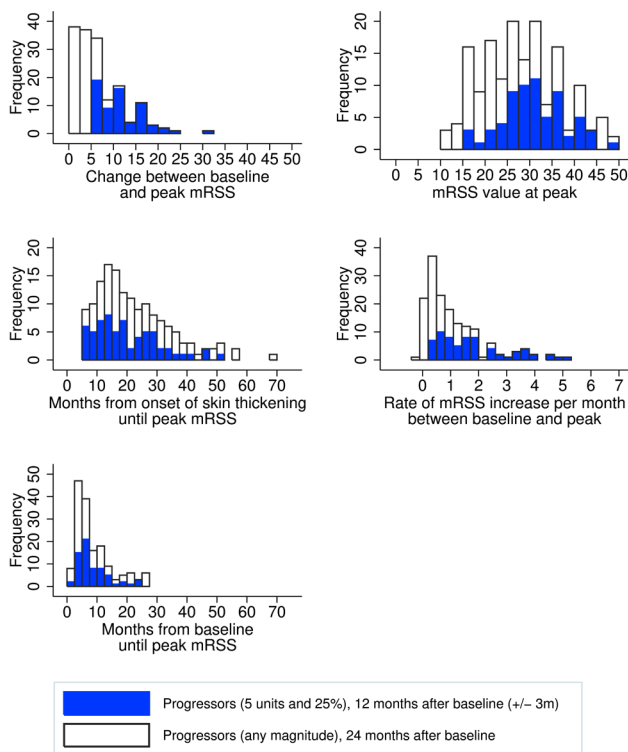 40
30
20
10
0
Frequency
0 5 10 15 20 25 30 35 40 45 50
Change between baseline
and peak mRSS
20
15
10
5
0
Frequency
0 5 10 15 20 25 30 35 40 45 50
mRSS value at peak
20
15
10
5
0
Frequency
0 10 20 30 40 50 60 70
Months from onset of skin thickening
until peak mRSS
40
30
20
10
0
Frequency
0 1 2 3 4 5 6 7
Rate of mRSS increase per month
between baseline and peak
50
40
30
20
10
0
Frequency
0 10 20 30 40 50 60 70
Months from baseline
until peak mRSS
Progressors (5 units and 25%), 12 months after baseline (+/− 3m)
Progressors (any magnitude), 24 months after baseline